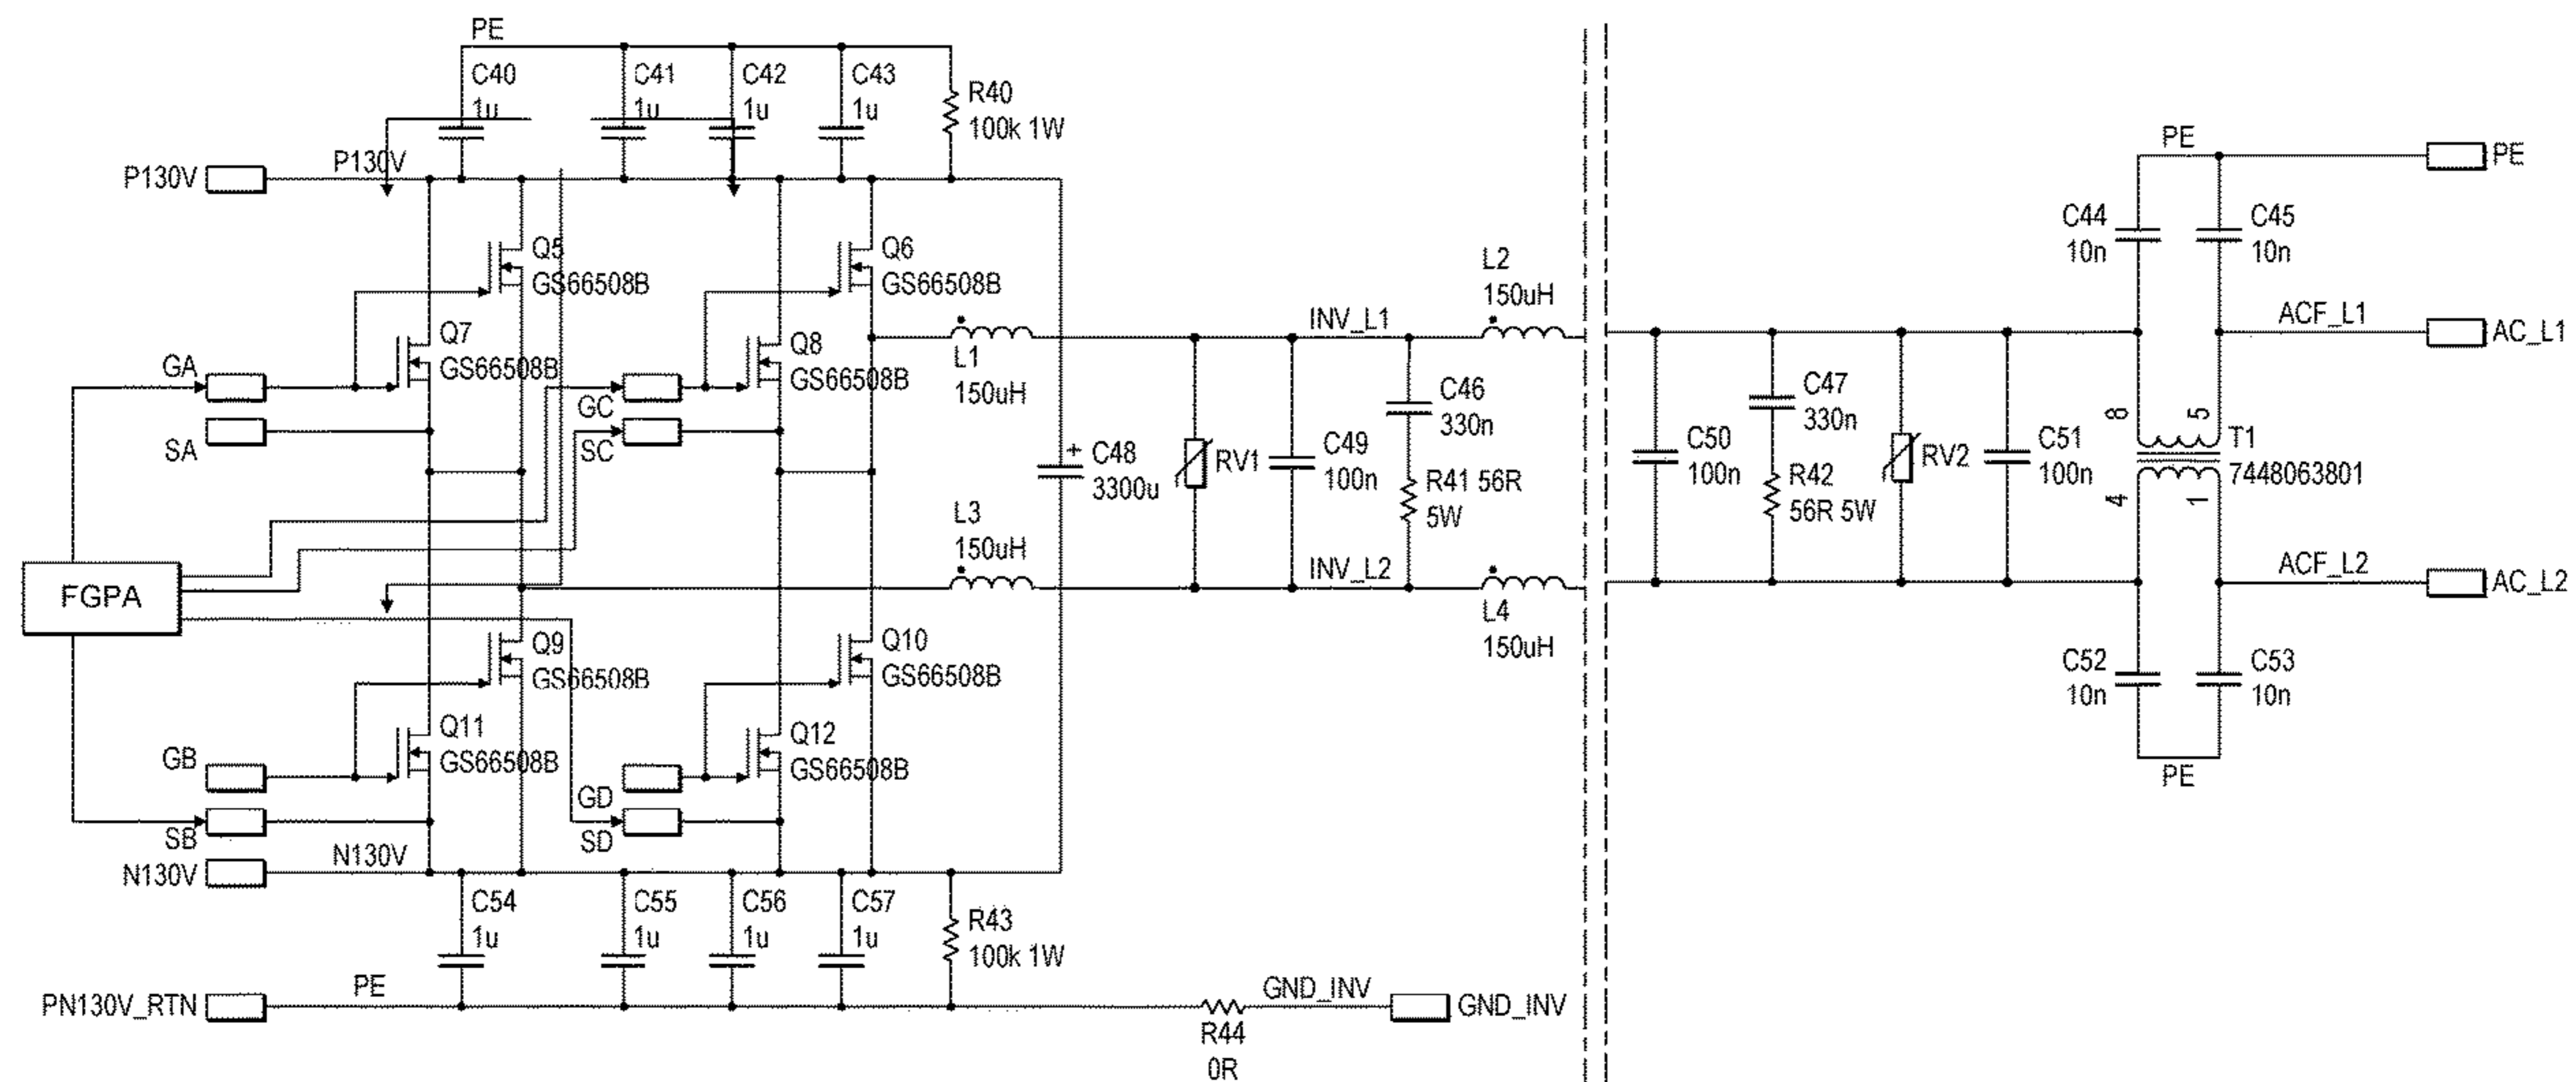 PE
C40
1u
C41
1u
C42
1u
C43
1u
R40
100k 1W
P130V
P130V
Q5
GS66508B
Q6
GS66508B
Q7
GS66508B
Q8
GS66508B
GA
SA
GC
SC
L1
150uH
L3
150uH
C48
3300u
+
RV1
C49
100n
INV_L1
C46
330n
R41 56R
5W
INV_L2
L2
150uH
L4
150uH
FGPA
Q9
GS66508B
Q10
GS66508B
Q11
GS66508B
Q12
GS66508B
GB
SB
GD
SD
N130V
N130V
C54
1u
C55
1u
C56
1u
C57
1u
R43
100k 1W
PN130V_RTN
PE
R44
0R
GND_INV
GND_INV
C50
100n
C47
330n
R42
56R 5W
RV2
C51
100n
PE
PE
C44
10n
C45
10n
ACF_L1
AC_L1
8
5
T1
7448063801
4
1
ACF_L2
AC_L2
C52
10n
C53
10n
PE